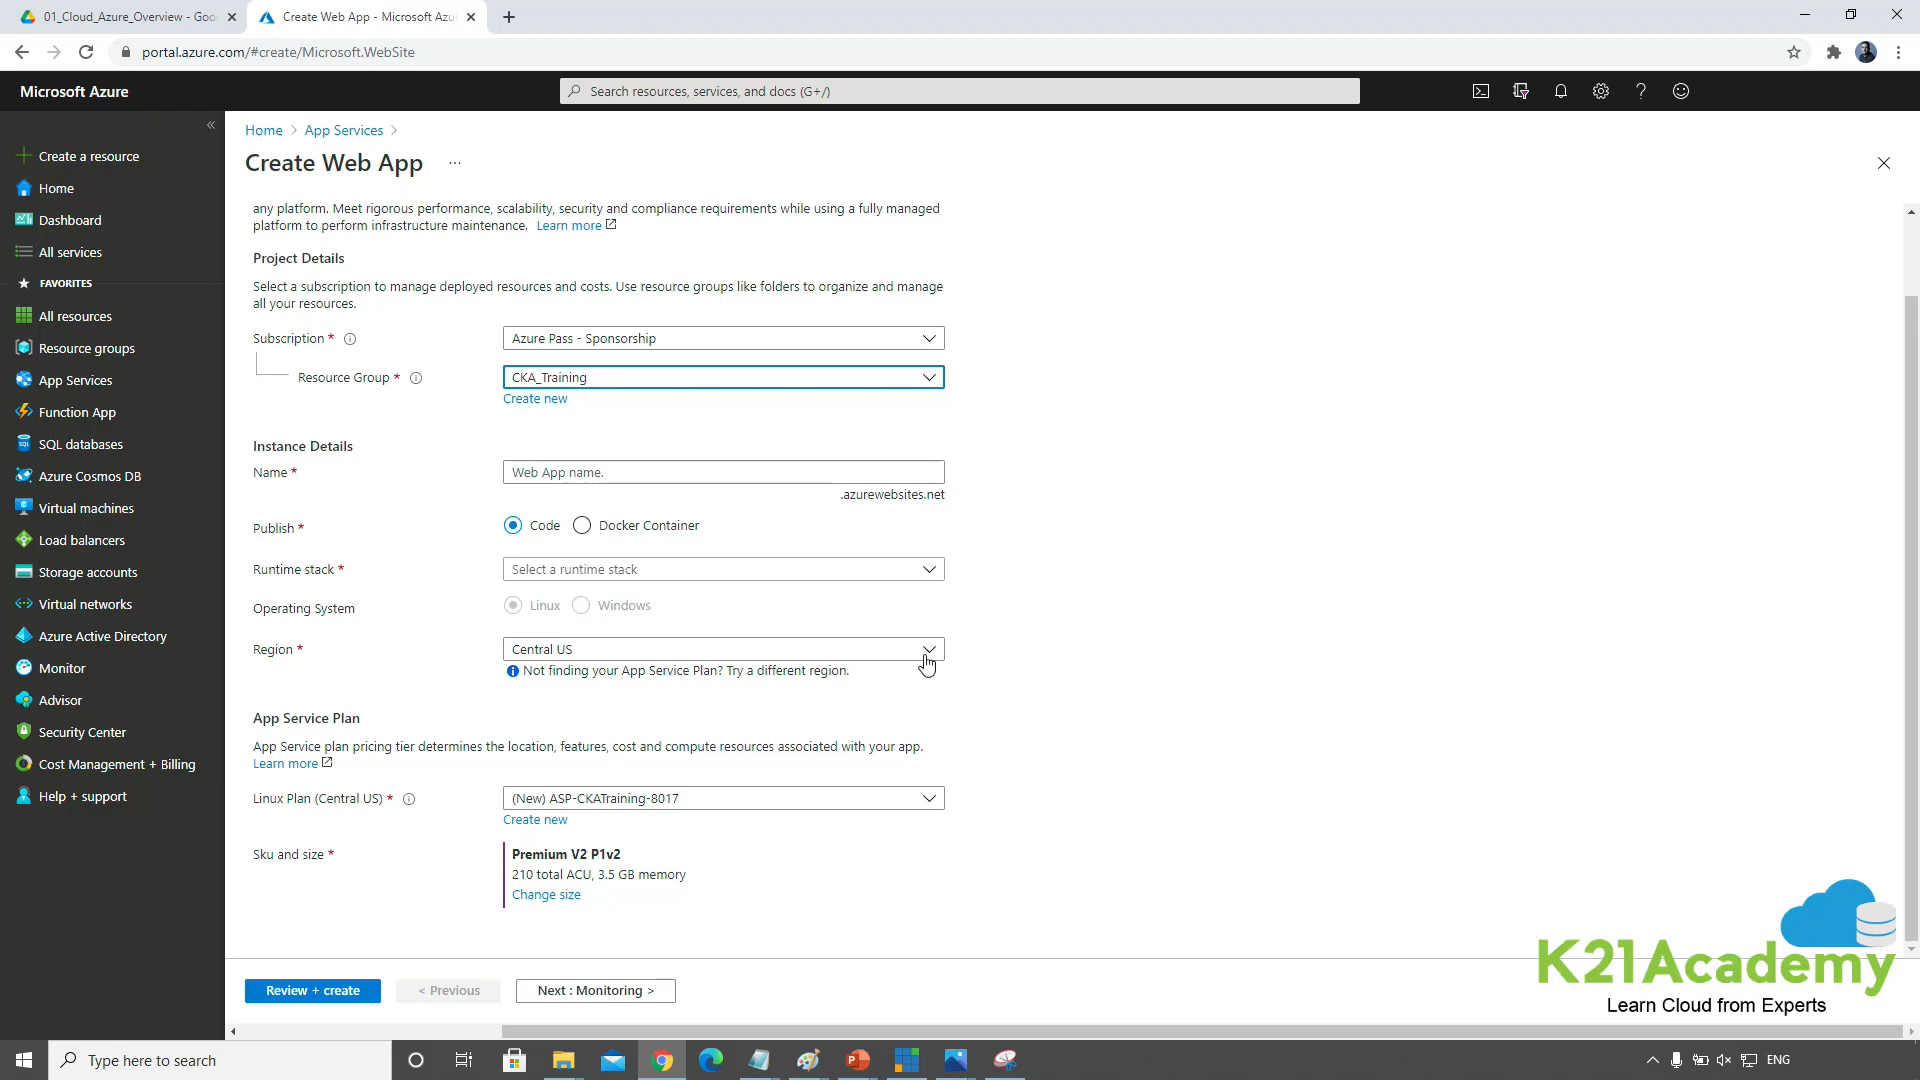 01_Cloud_Azure_Overview - Goo
Create Web App - Microsoft Azu
portal.azure.com/#create/Microsoft.WebSite
Microsoft Azure
Search resources, services, and docs (G+/)
Create a resource
Home
Dashboard
All services
FAVORITES
All resources
Resource groups
App Services
Function App
SQL databases
Azure Cosmos DB
Virtual machines
Load balancers
Storage accounts
Virtual networks
Azure Active Directory
Monitor
Advisor
Security Center
Cost Management + Billing
Help + support
Home > App Services >
Create Web App ...
any platform. Meet rigorous performance, scalability, security and compliance requirements while using a fully managed
platform to perform infrastructure maintenance. Learn more
Project Details
Select a subscription to manage deployed resources and costs. Use resource groups like folders to organize and manage
all your resources.
Subscription * Azure Pass - Sponsorship
Resource Group * CKA_Training
Create new
Instance Details
Name * Web App name.
.azurewebsites.net
Publish * Code Docker Container
Runtime stack * Select a runtime stack
Operating System Linux Windows
Region * Central US
Not finding your App Service Plan? Try a different region.
App Service Plan
App Service plan pricing tier determines the location, features, cost and compute resources associated with your app.
Learn more
Linux Plan (Central US) * (New) ASP-CKATraining-8017
Create new
Sku and size * Premium V2 P1v2
210 total ACU, 3.5 GB memory
Change size
Review + create < Previous Next : Monitoring >
K21Academy
Learn Cloud from Experts
Type here to search
ENG